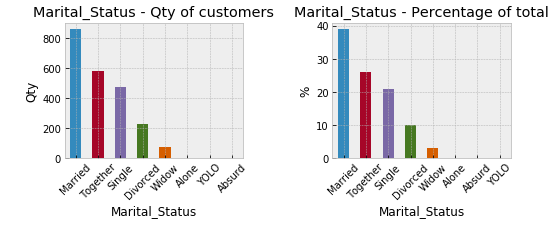 Marital_Status - Qty of customers
800
600
400
200
0
Qty
Married
Together
Single
Divorced
Widow
Alone
YOLO
Absurd
Marital_Status
Marital_Status - Percentage of total
40
30
20
10
0
%
Married
Together
Single
Divorced
Widow
Alone
Absurd
YOLO
Marital_Status